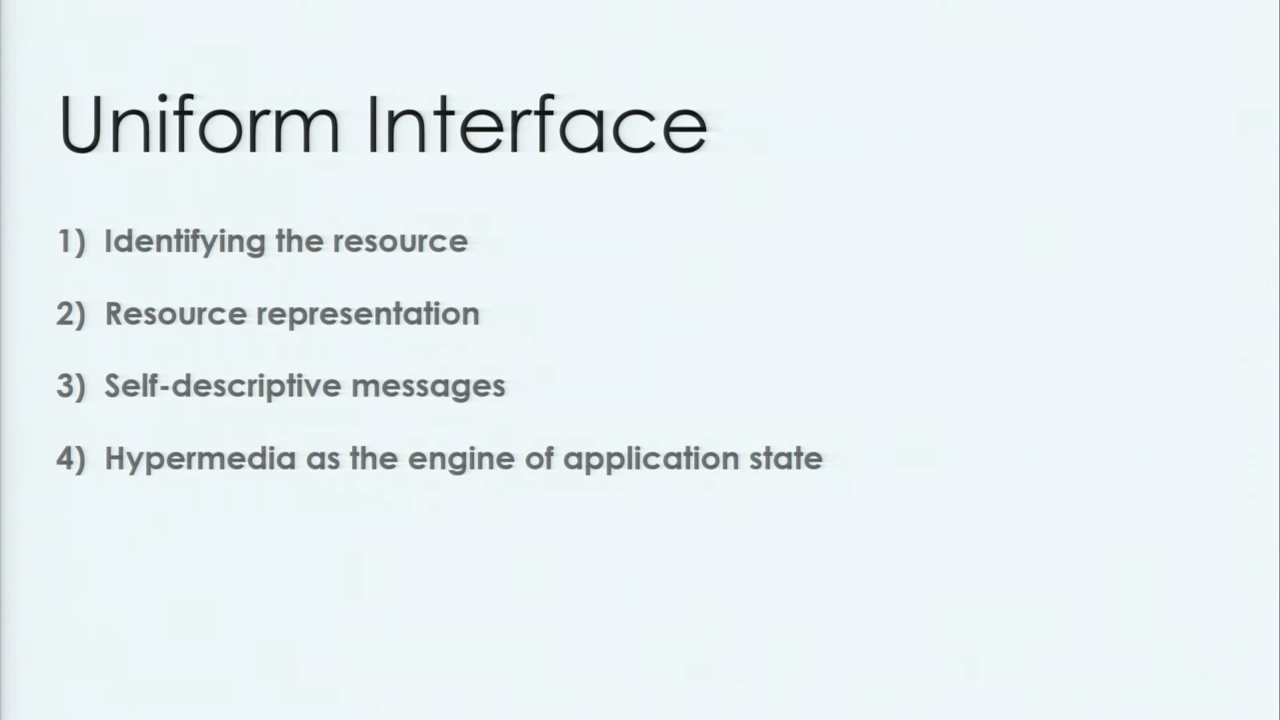 Uniform Interface
1) Identifying the resource
2) Resource representation
3) Self-descriptive messages
4) Hypermedia as the engine of application state